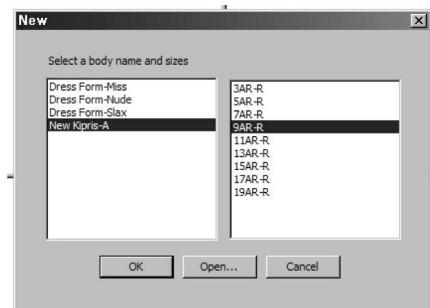 New
Select a body name and sizes
Dress Form-Miss
Dress Form-Nude
Dress Form-Slax
New Kipris-A
3AR-R
5AR-R
7AR-R
9AR-R
11AR-R
13AR-R
15AR-R
17AR-R
19AR-R
OK
Open...
Cancel